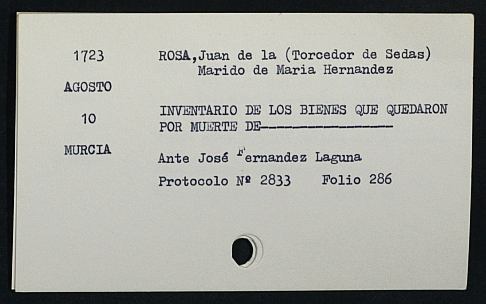 1723 ROSA,Juan de la (Torcedor de Sedas)
Marido de Maria Hernandez
AGOSTO
10 INVENTARIO DE LOS BIENES QUE QUEDARON
POR MUERTE DE-----------------
MURCIA
Ante José Fernandez Laguna
Protocolo Nº 2833 Folio 286